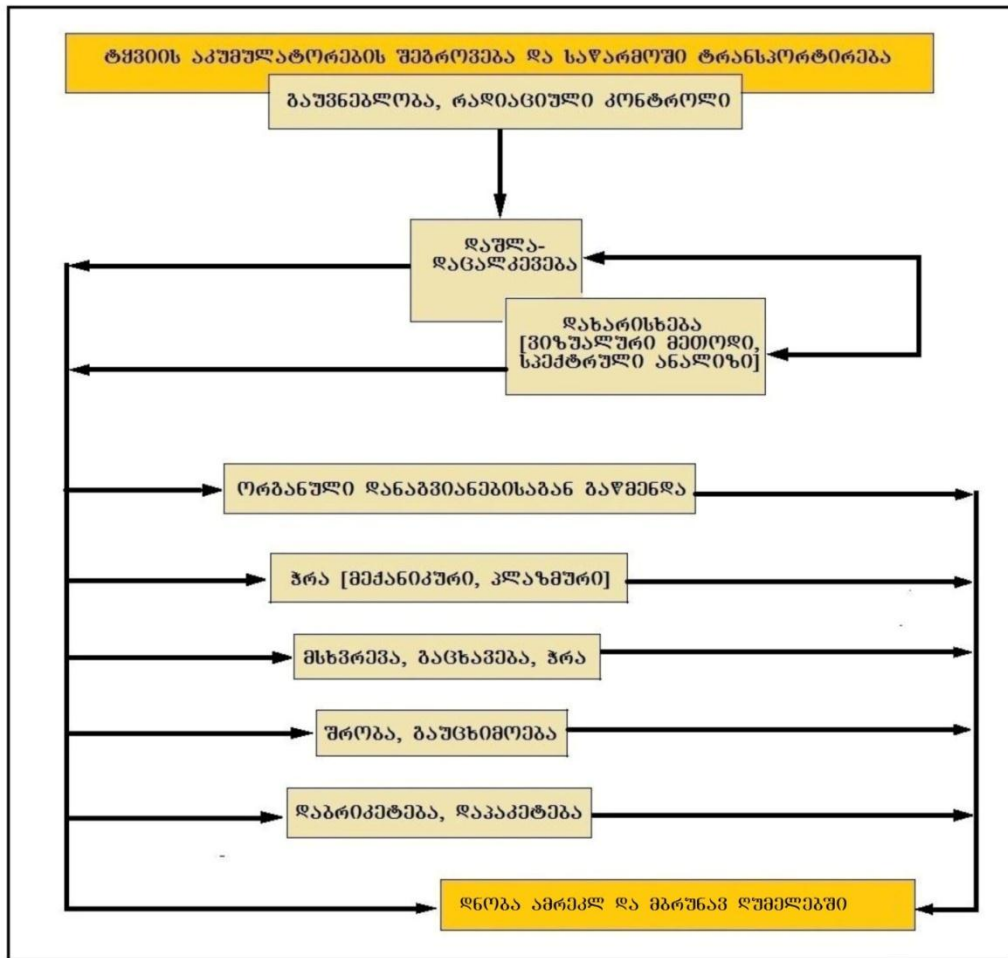 ტყვიის აკუმულატორების შეგროვება და საწარმოში ტრანსპორტირება
გაუვნებლობა, რადიაციული კონტროლი
დაშლა-
დაცალკევება
დახარისხება
[ვიზუალური მეთოდი,
სპექტრული ანალიზი]
ორგანული დანაგვიანებისაგან გაწმენდა
ჭრა [მექანიკური, პლაზმური]
მსხვრევა, გაცხავება, ჭრა
შრობა, გაუცხიმოება
დაბრიკეტება, დაპაკეტება
დნობა ამრეკლ და მბრუნავ ღუმელებში